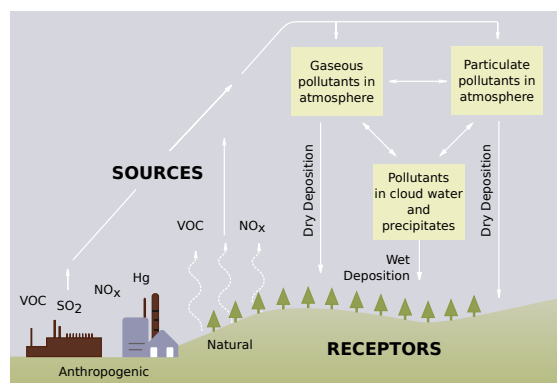 Gaseous
pollutants in
atmosphere
Particulate
pollutants in
atmosphere
Dry Deposition
Dry Deposition
Pollutants
in cloud water
and
precipitates
Wet
Deposition
SOURCES
VOC
NOx
VOC
SO2
NOx
Hg
Natural
Anthropogenic
RECEPTORS